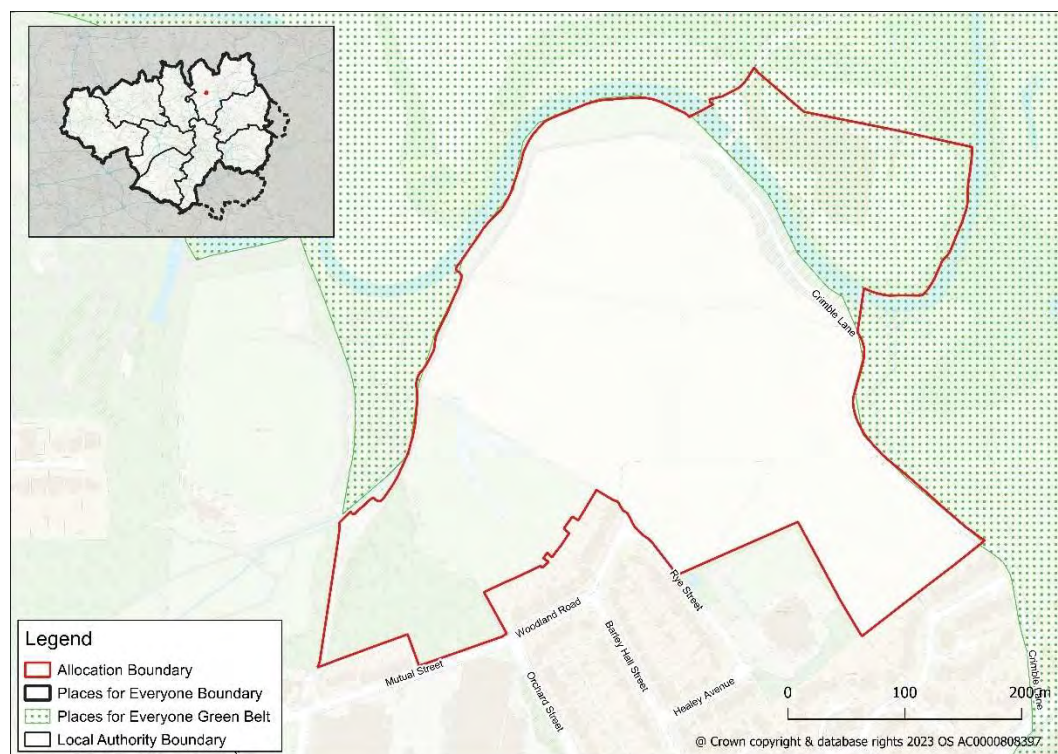 Crimble Lane
Rye Street
Woodland Road
Barley Hall Street
Mutual Street
Orchard Street
Healey Avenue
Crimble Lane
Legend
Allocation Boundary
Places for Everyone Boundary
Places for Everyone Green Belt
Local Authority Boundary
0 100 200 m
@ Crown copyright & database rights 2023 OS AC0000808397